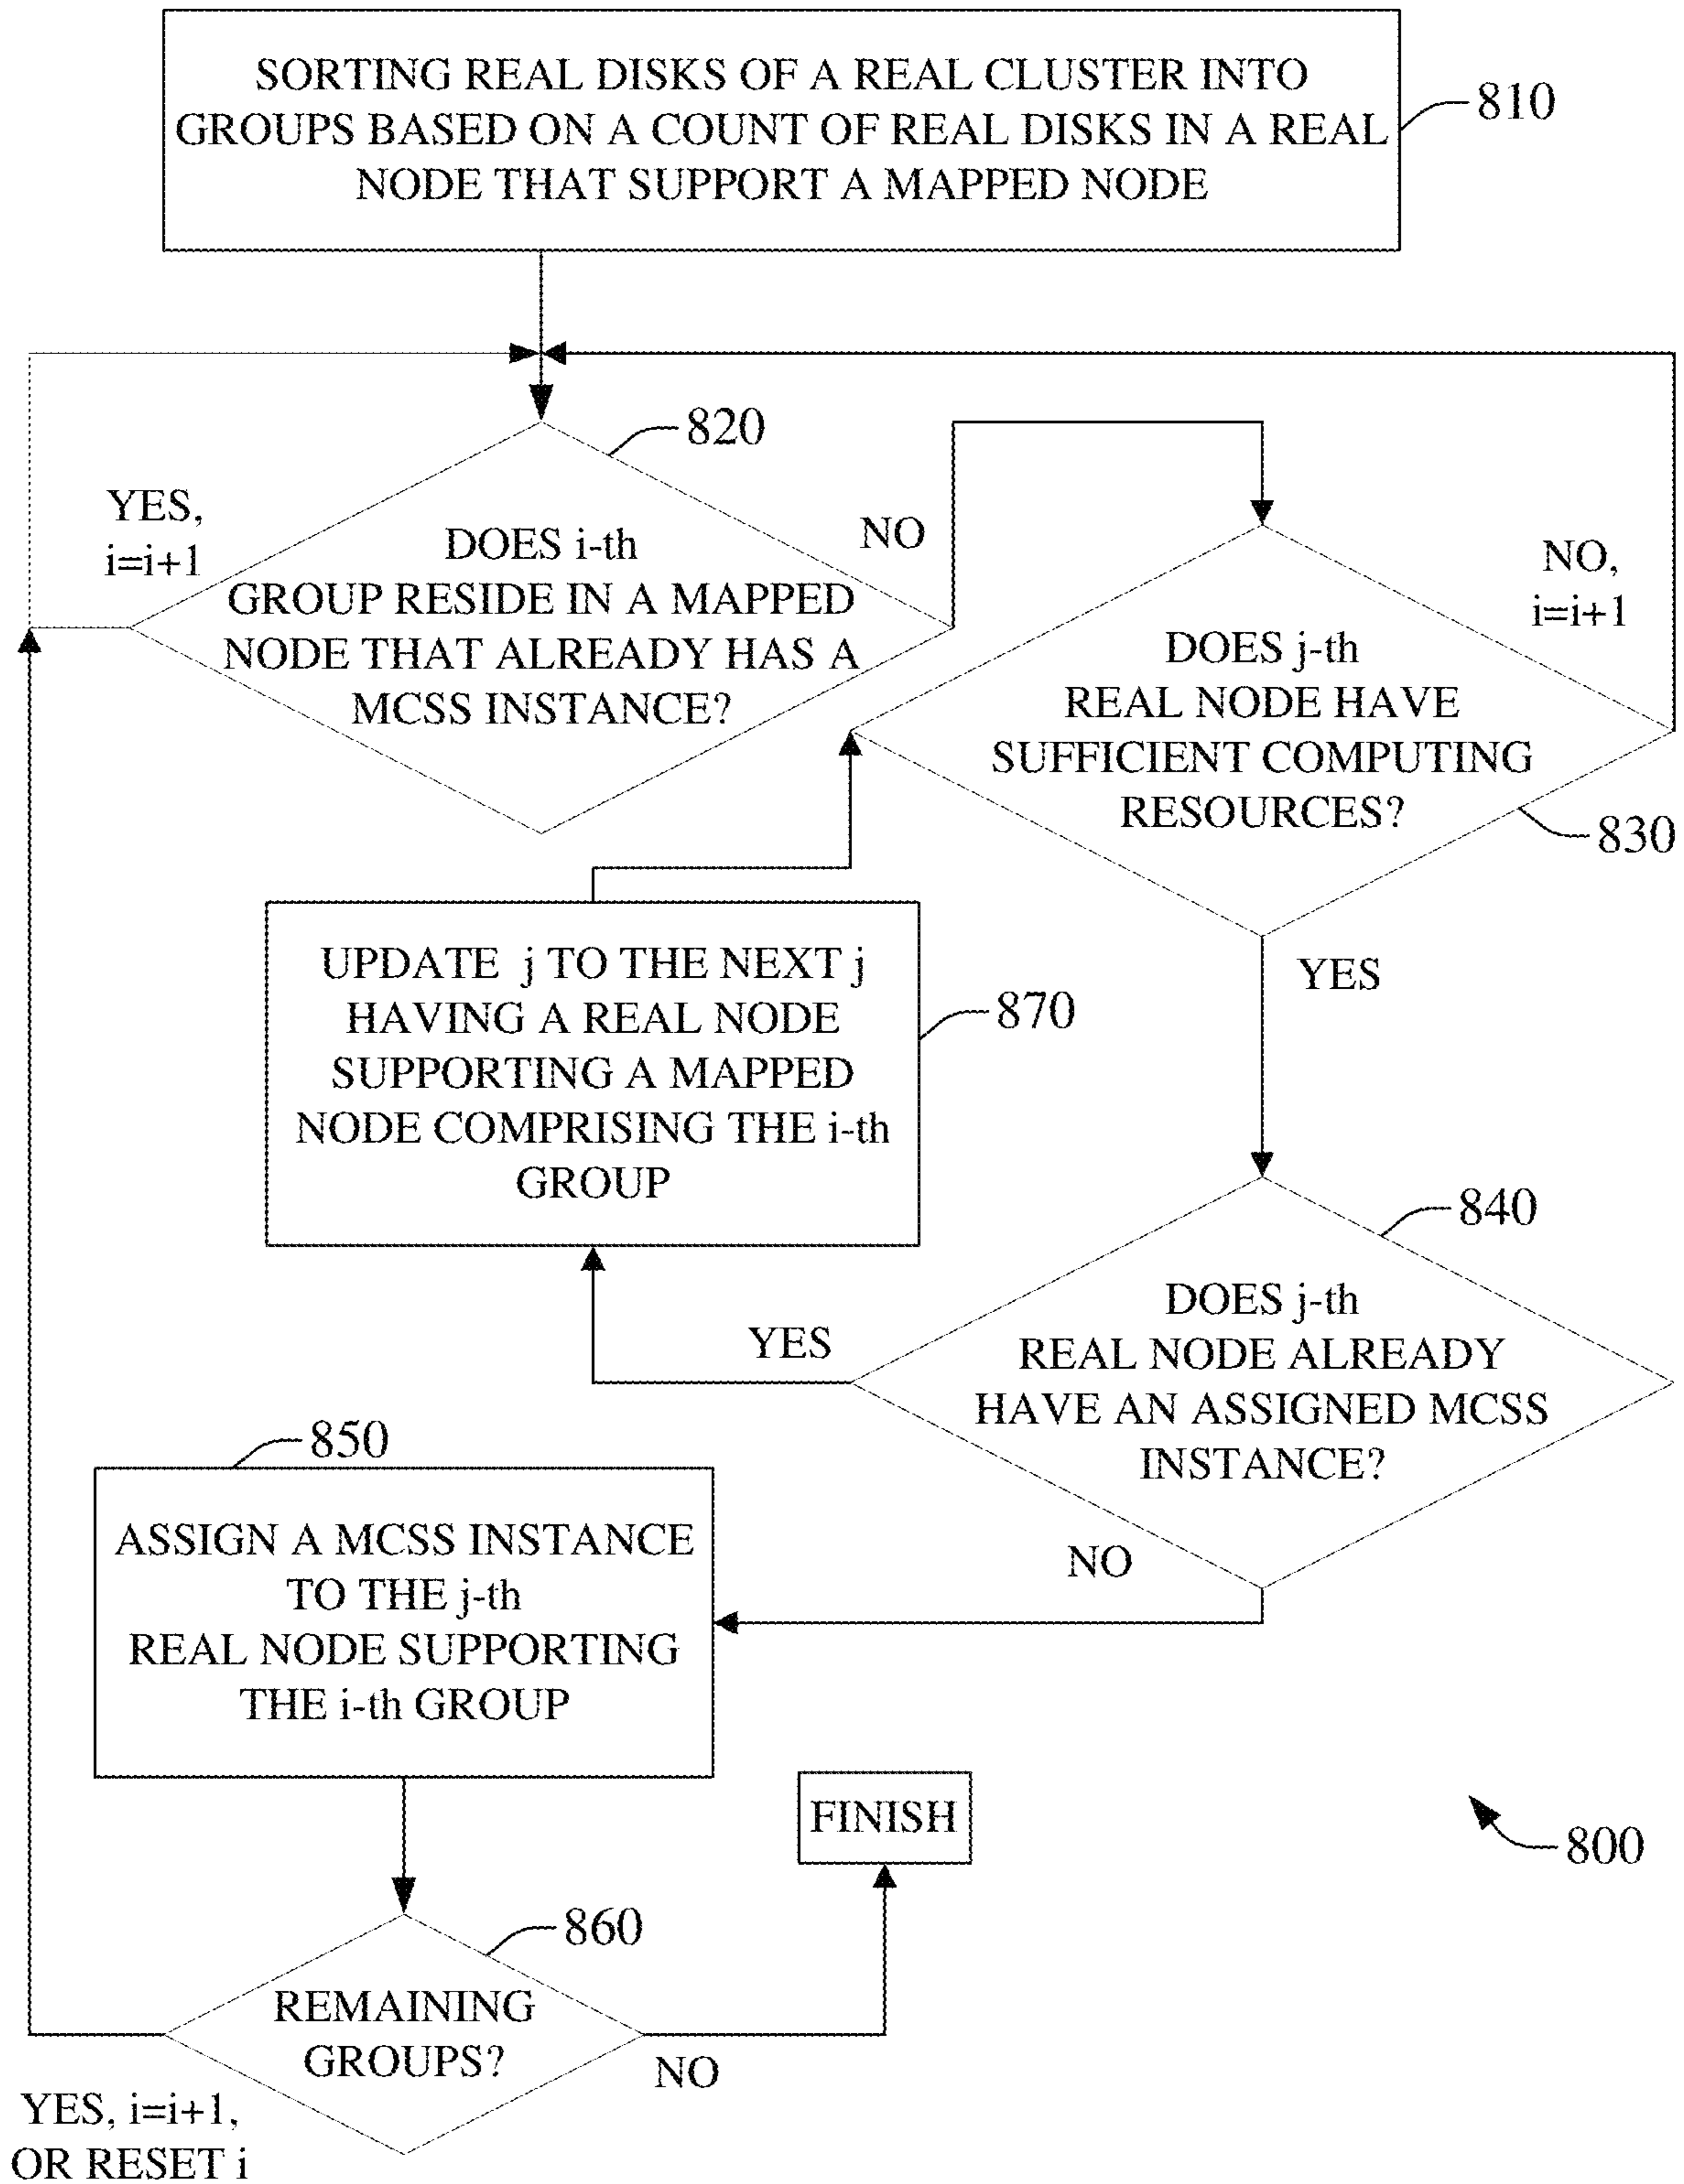 SORTING REAL DISKS OF A REAL CLUSTER INTO
GROUPS BASED ON A COUNT OF REAL DISKS IN A REAL
NODE THAT SUPPORT A MAPPED NODE
810
820
YES,
i=i+1
DOES i-th
GROUP RESIDE IN A MAPPED
NODE THAT ALREADY HAS A
MCSS INSTANCE?
NO
DOES j-th
REAL NODE HAVE
SUFFICIENT COMPUTING
RESOURCES?
NO,
i=i+1
830
YES
UPDATE j TO THE NEXT j
HAVING A REAL NODE
SUPPORTING A MAPPED
NODE COMPRISING THE i-th
GROUP
870
840
DOES j-th
REAL NODE ALREADY
HAVE AN ASSIGNED MCSS
INSTANCE?
YES
NO
850
ASSIGN A MCSS INSTANCE
TO THE j-th
REAL NODE SUPPORTING
THE i-th GROUP
FINISH
800
860
REMAINING
GROUPS?
NO
YES, i=i+1,
OR RESET i